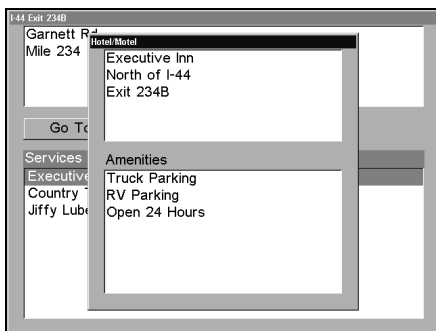 I-44 Exit 234B
Garnett
Mile 234
Go To
Services
Executive
Country
Jiffy Lube
Hotel/Motel
Executive Inn
North of I-44
Exit 234B
Amenities
Truck Parking
RV Parking
Open 24 Hours